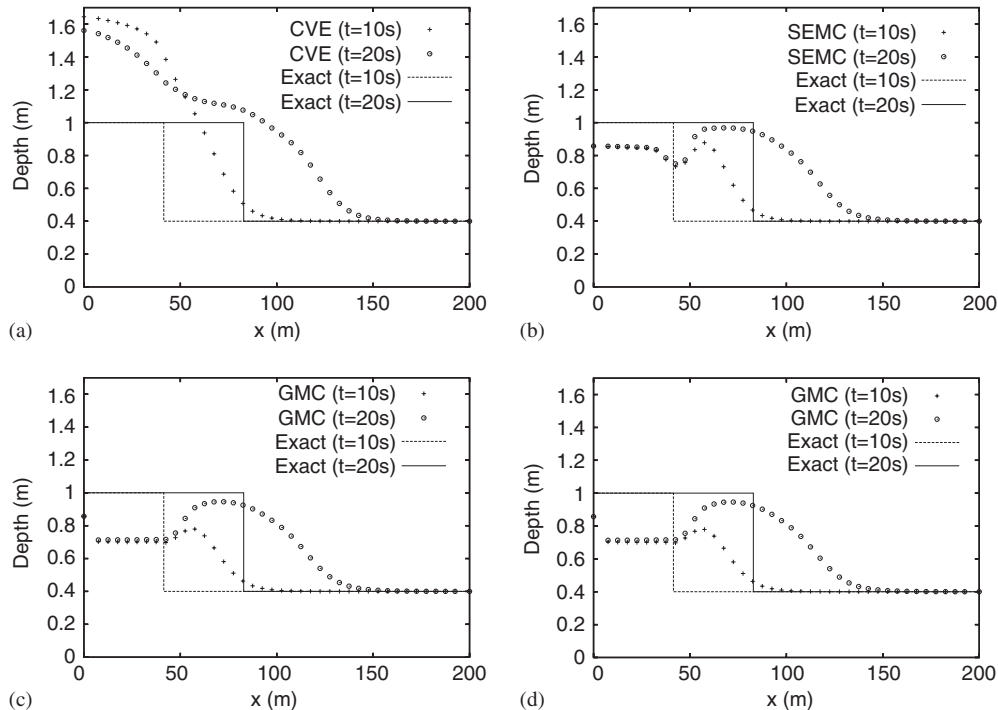 CVE (t=10s)
CVE (t=20s)
Exact (t=10s)
Exact (t=20s)
1.6
1.4
1.2
1
0.8
0.6
0.4
0.2
0
Depth (m)
0 50 100 150 200
(a) x (m)
SEMC (t=10s)
SEMC (t=20s)
Exact (t=10s)
Exact (t=20s)
1.6
1.4
1.2
1
0.8
0.6
0.4
0.2
0
Depth (m)
0 50 100 150 200
(b) x (m)
GMC (t=10s)
GMC (t=20s)
Exact (t=10s)
Exact (t=20s)
1.6
1.4
1.2
1
0.8
0.6
0.4
0.2
0
Depth (m)
0 50 100 150 200
(c) x (m)
GMC (t=10s)
GMC (t=20s)
Exact (t=10s)
Exact (t=20s)
1.6
1.4
1.2
1
0.8
0.6
0.4
0.2
0
Depth (m)
0 50 100 150 200
(d) x (m)